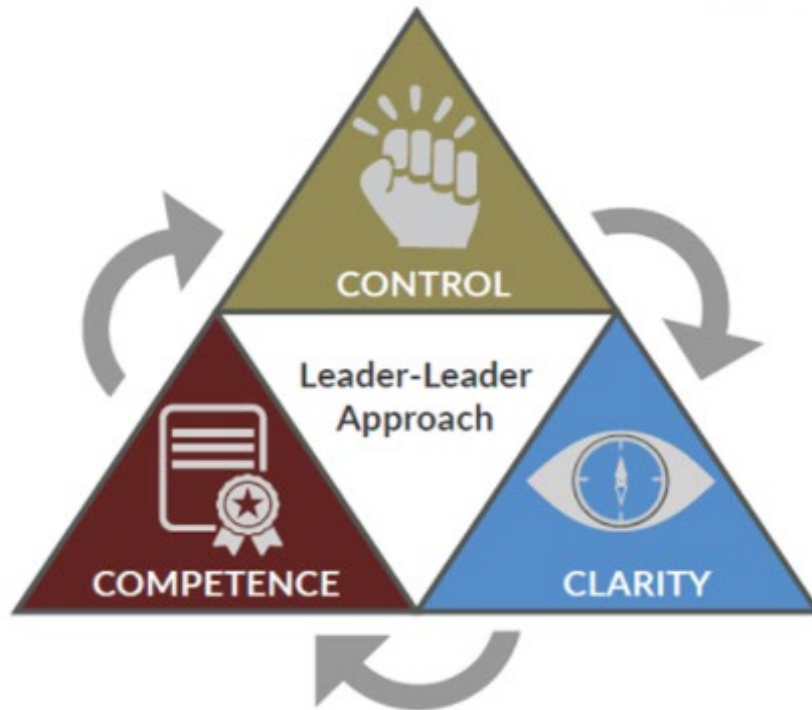 CONTROL
Leader-Leader
Approach
COMPETENCE
CLARITY